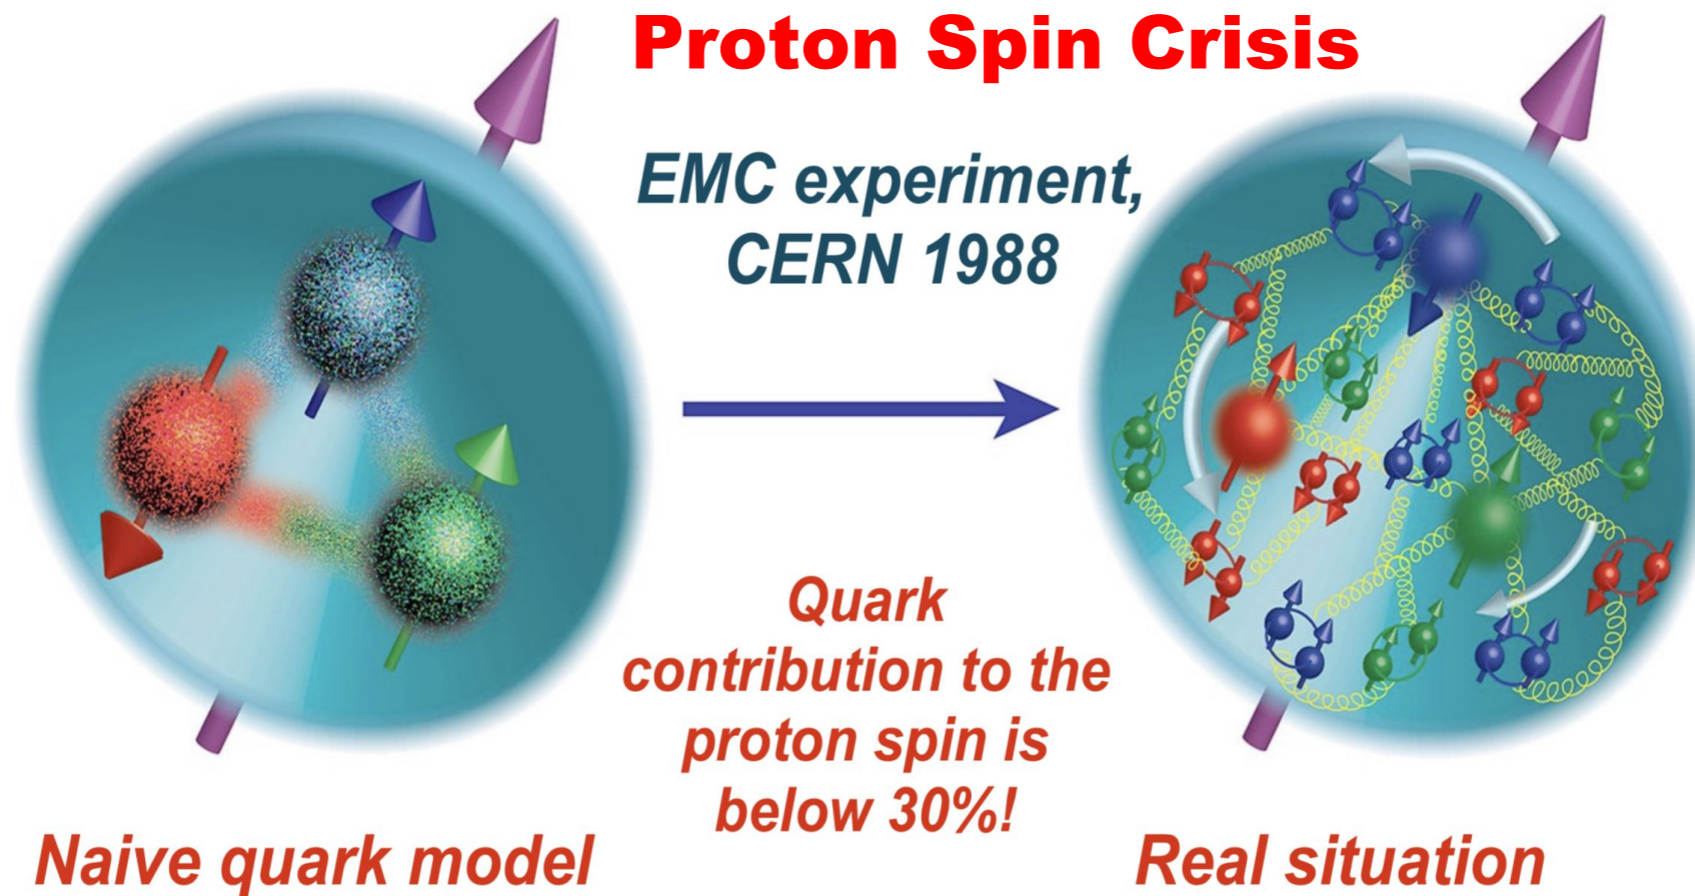 Proton Spin Crisis
EMC experiment,
CERN 1988
Quark
contribution to the
proton spin is
below 30%!
Naive quark model
Real situation